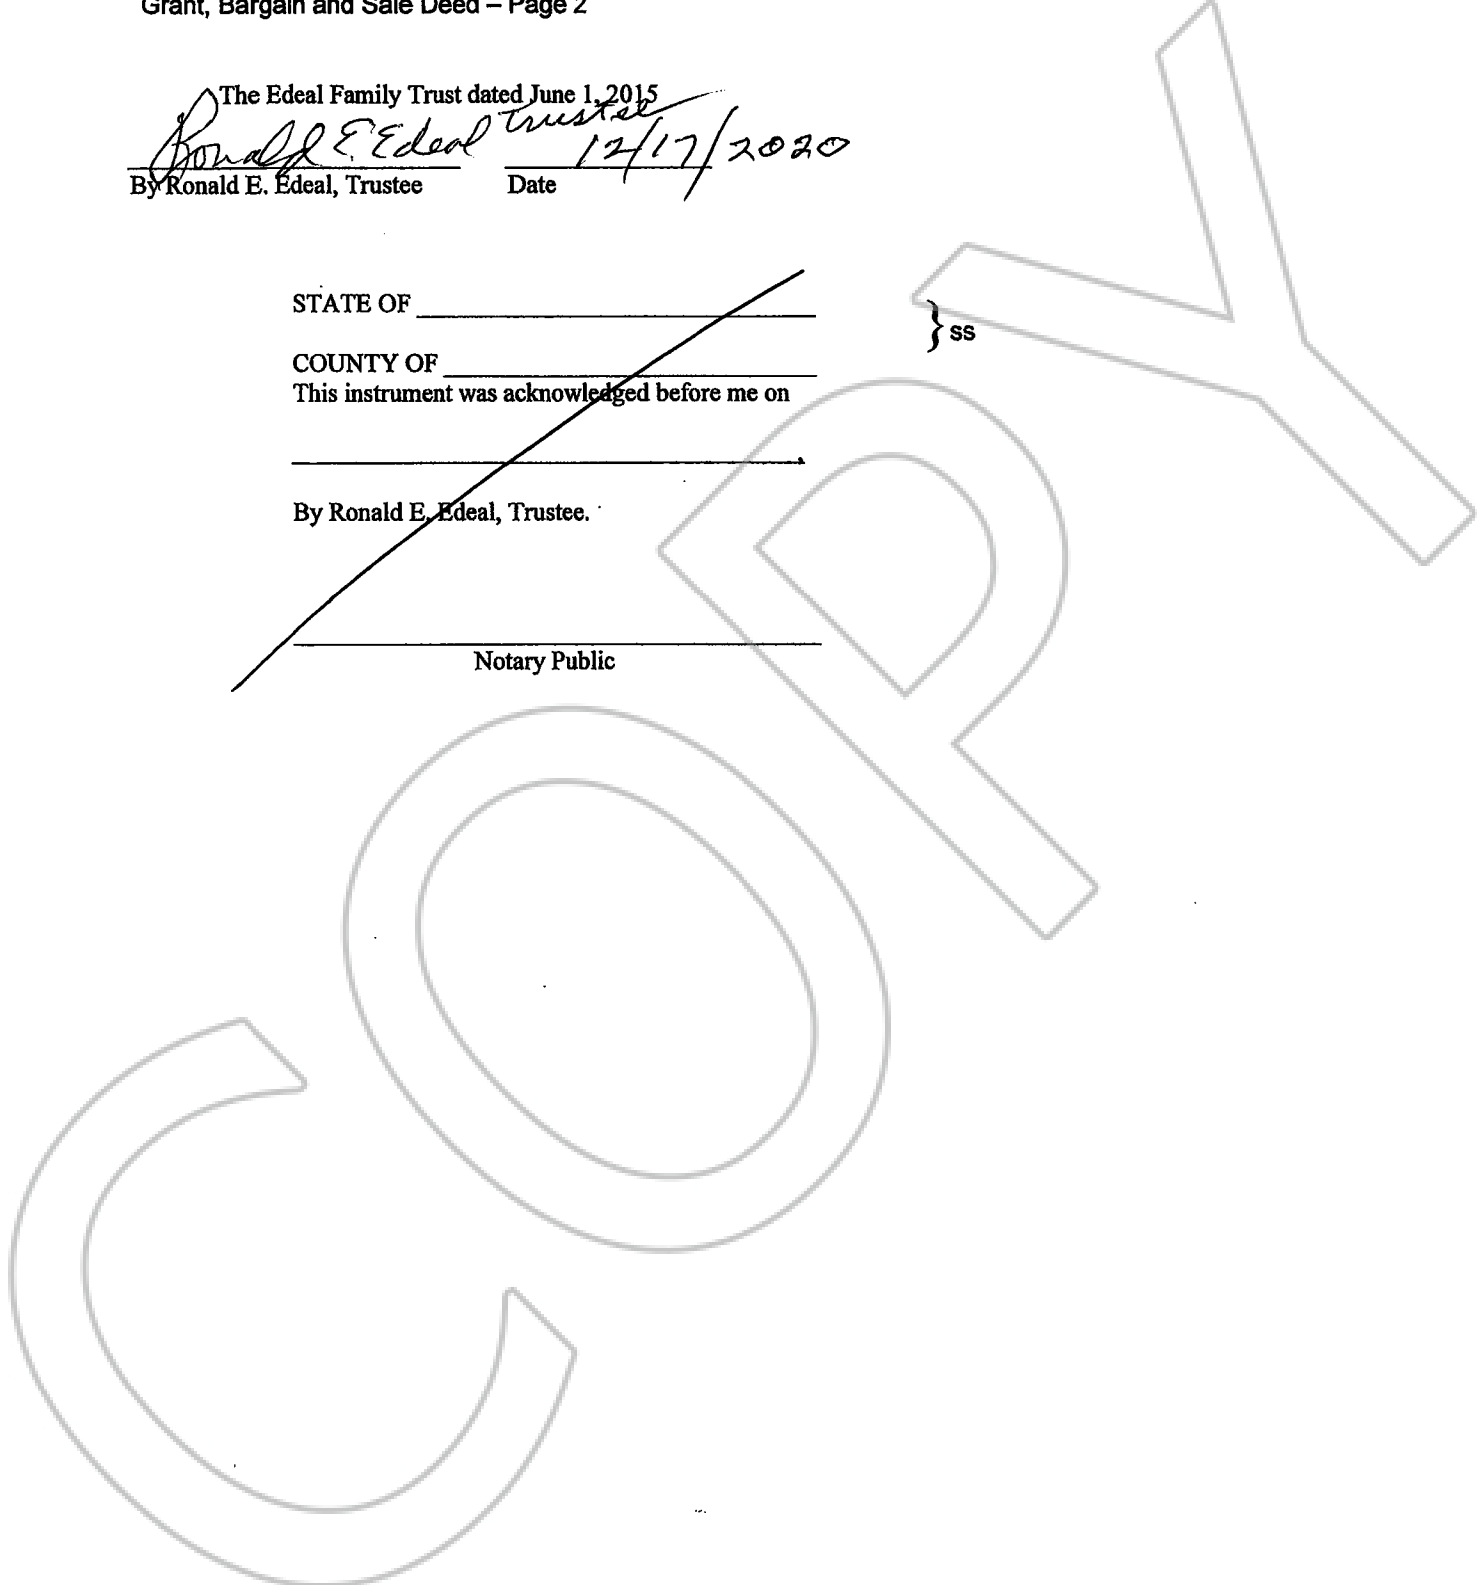 Grant, Bargain and Sale Deed – Page 2
The Edeal Family Trust dated June 1, 2015
Ronald E. Edeal trustee 12/17/2020
By Ronald E. Edeal, Trustee Date
STATE OF
} ss
COUNTY OF
This instrument was acknowledged before me on
.
By Ronald E. Edeal, Trustee.
Notary Public
COPY